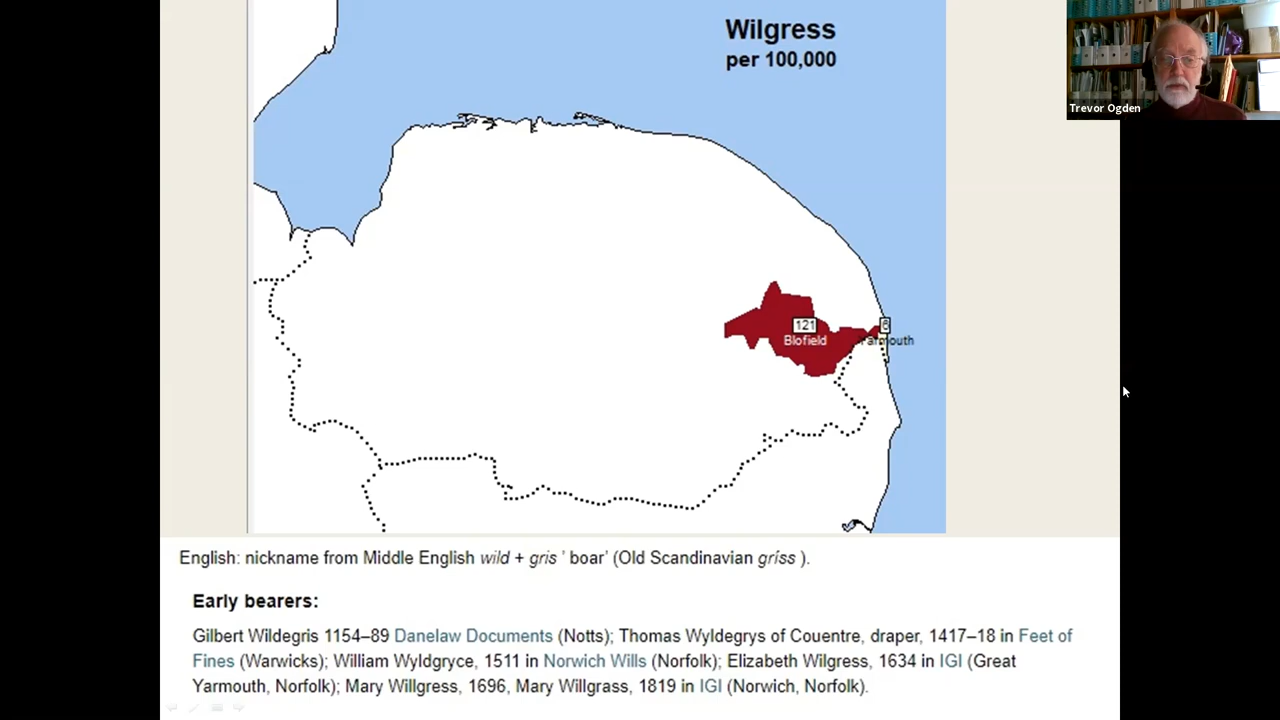 Wilgress
per 100,000
Trevor Ogden
121
6
Blofield
Yarmouth
English: nickname from Middle English wild + gris ’ boar’ (Old Scandinavian gríss ).
Early bearers:
Gilbert Wildegris 1154–89 Danelaw Documents (Notts); Thomas Wyldegrys of Couentre, draper, 1417–18 in Feet of
Fines (Warwicks); William Wyldgryce, 1511 in Norwich Wills (Norfolk); Elizabeth Wilgress, 1634 in IGI (Great
Yarmouth, Norfolk); Mary Willgress, 1696, Mary Willgrass, 1819 in IGI (Norwich, Norfolk).